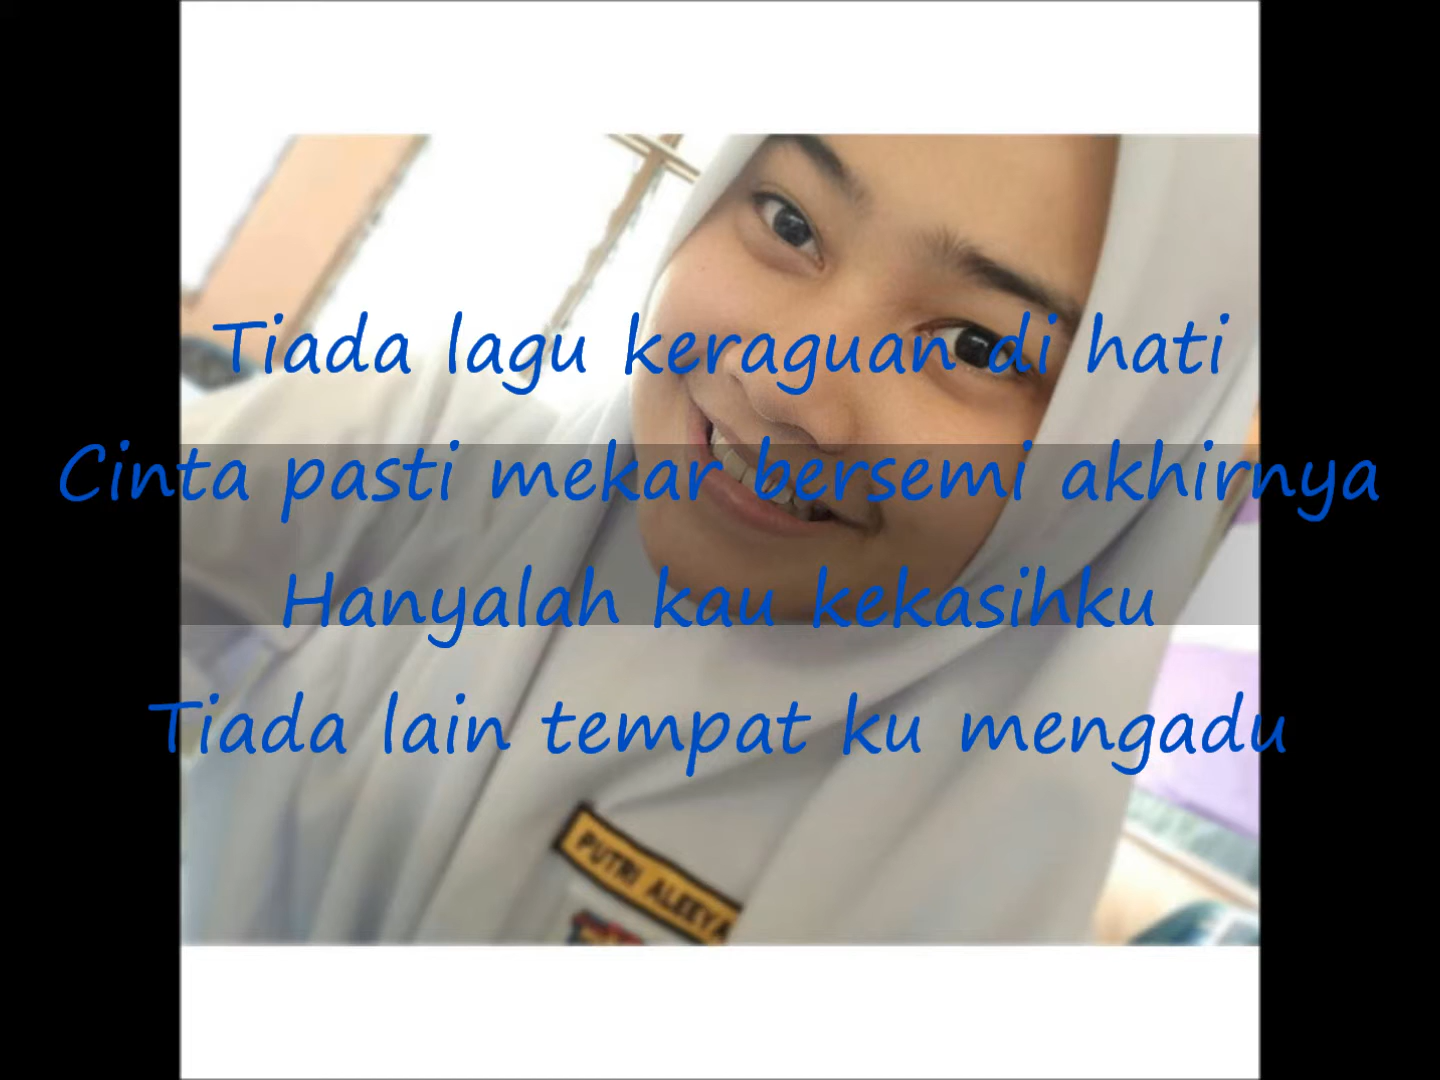 Tiada lagu keraguan di hati
Cinta pasti mekar bersemi akhirnya
Hanyalah kau kekasihku
Tiada lain tempat ku mengadu
PUTRI ALEEYA